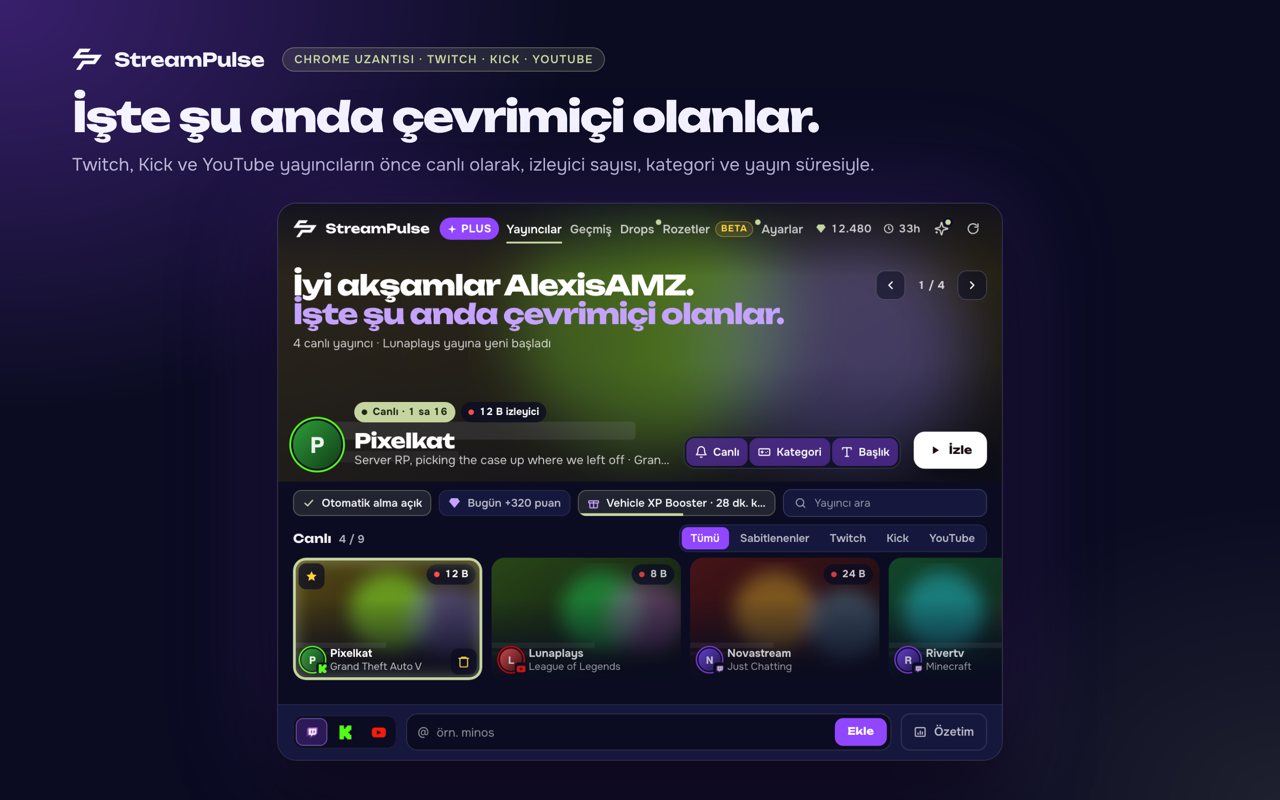 StreamPulse
CHROME UZANTISI · TWITCH · KICK · YOUTUBE
İşte şu anda çevrimiçi olanlar.
Twitch, Kick ve YouTube yayıncıların önce canlı olarak, izleyici sayısı, kategori ve yayın süresiyle.
StreamPulse
+ PLUS
Yayıncılar
Geçmiş
Drops
Rozetler
BETA
Ayarlar
12.480
33h
İyi akşamlar AlexisAMZ.
İşte şu anda çevrimiçi olanlar.
1 / 4
4 canlı yayıncı · Lunaplays yayına yeni başladı
Canlı · 1 sa 16
12 B izleyici
P
Pixelkat
Server RP, picking the case up where we left off · Gran...
Canlı
Kategori
Başlık
İzle
Otomatik alma açık
Bugün +320 puan
Vehicle XP Booster · 28 dk. k...
Yayıncı ara
Canlı 4 / 9
Tümü
Sabitlenenler
Twitch
Kick
YouTube
12 B
8 B
24 B
P
Pixelkat
Grand Theft Auto V
L
Lunaplays
League of Legends
N
Novastream
Just Chatting
R
Rivertv
Minecraft
@ örn. minos
Ekle
Özetim